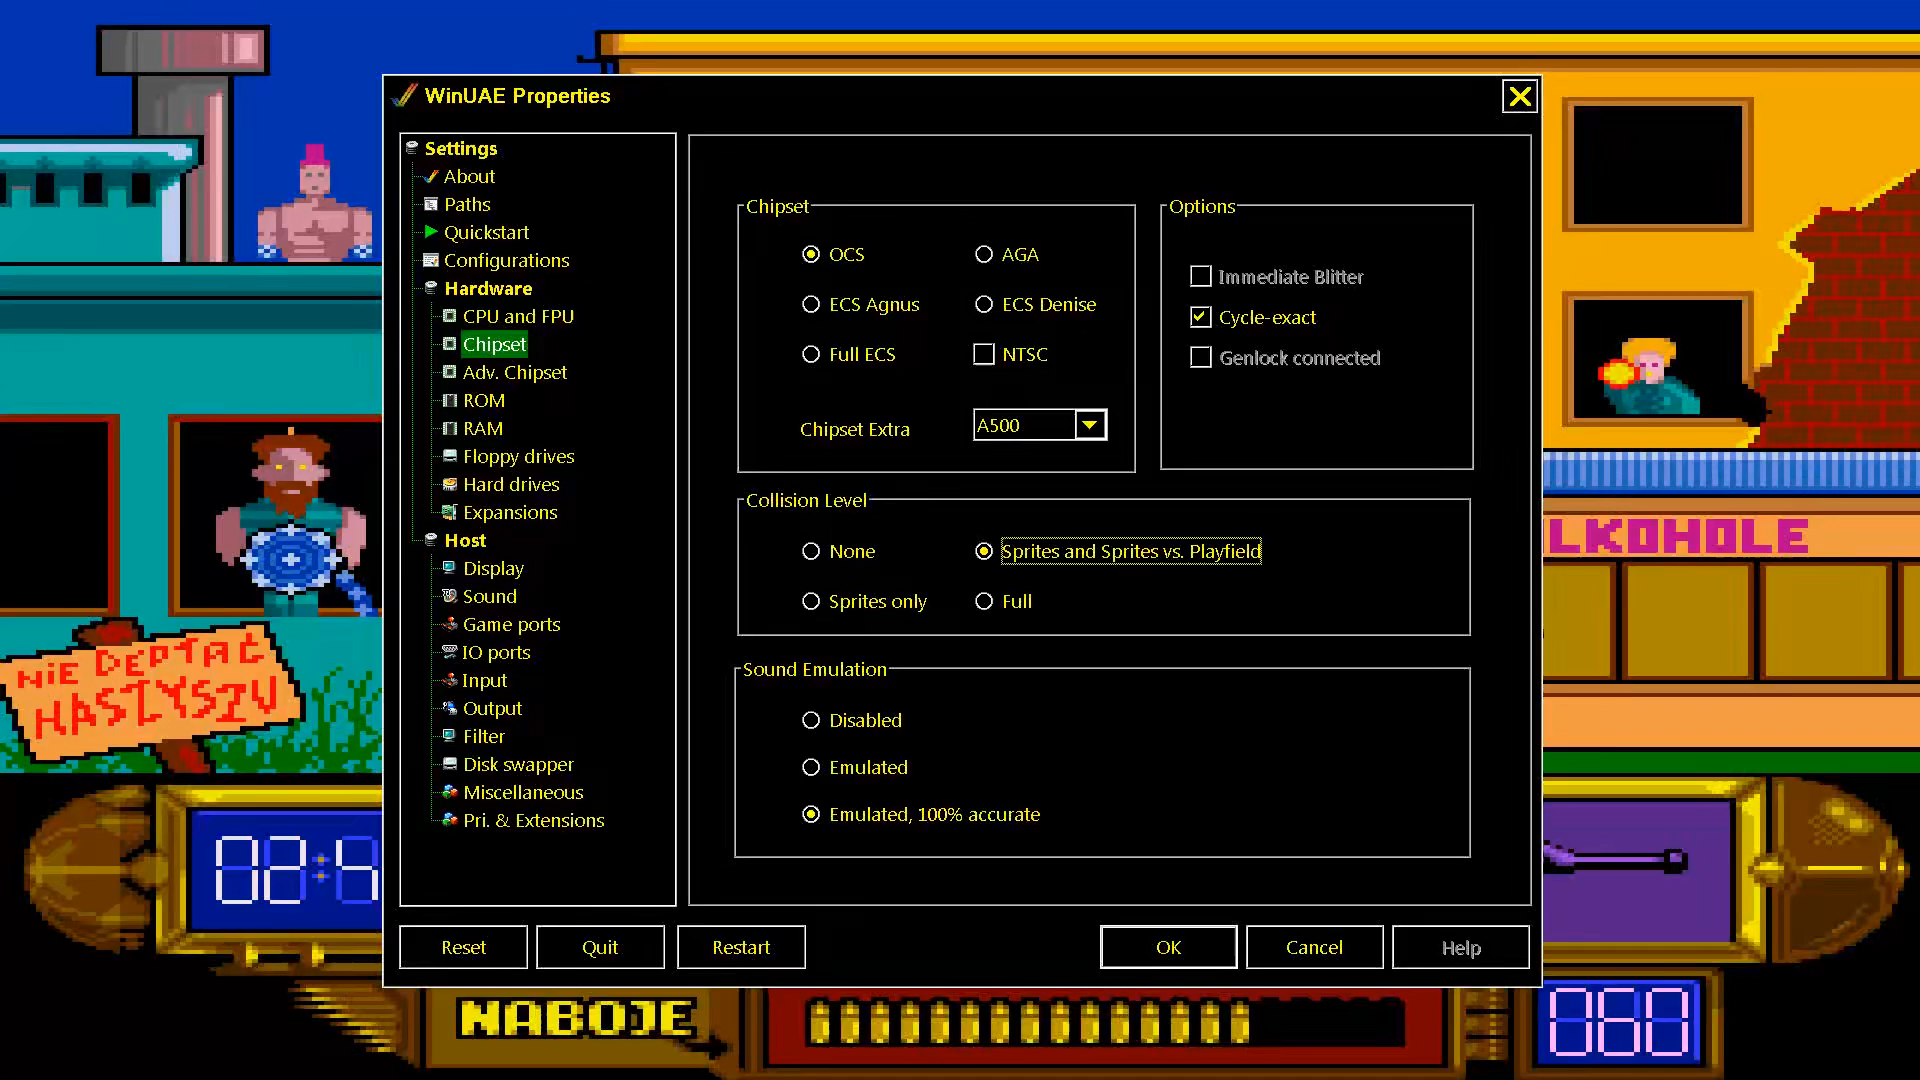 WinUAE Properties
Settings
About
Paths
Quickstart
Configurations
Hardware
CPU and FPU
Chipset
Adv. Chipset
ROM
RAM
Floppy drives
Hard drives
Expansions
Host
Display
Sound
Game ports
IO ports
Input
Output
Filter
Disk swapper
Miscellaneous
Pri. & Extensions
Chipset
OCS
AGA
ECS Agnus
ECS Denise
Full ECS
NTSC
Chipset Extra
A500
Options
Immediate Blitter
Cycle-exact
Genlock connected
Collision Level
None
Sprites and Sprites vs. Playfield
Sprites only
Full
Sound Emulation
Disabled
Emulated
Emulated, 100% accurate
Reset
Quit
Restart
OK
Cancel
Help
LKOHOLE
NIE DEPTAĆ
HASZYSZU
02:4
NABOJE
060